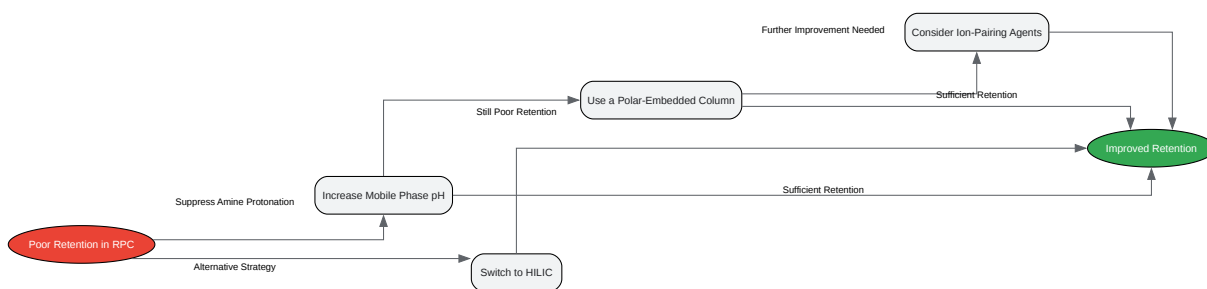 Further Improvement Needed
Consider Ion-Pairing Agents
Use a Polar-Embedded Column
Sufficient Retention
Still Poor Retention
Improved Retention
Increase Mobile Phase pH
Sufficient Retention
Suppress Amine Protonation
Poor Retention in RPC
Alternative Strategy
Switch to HILIC